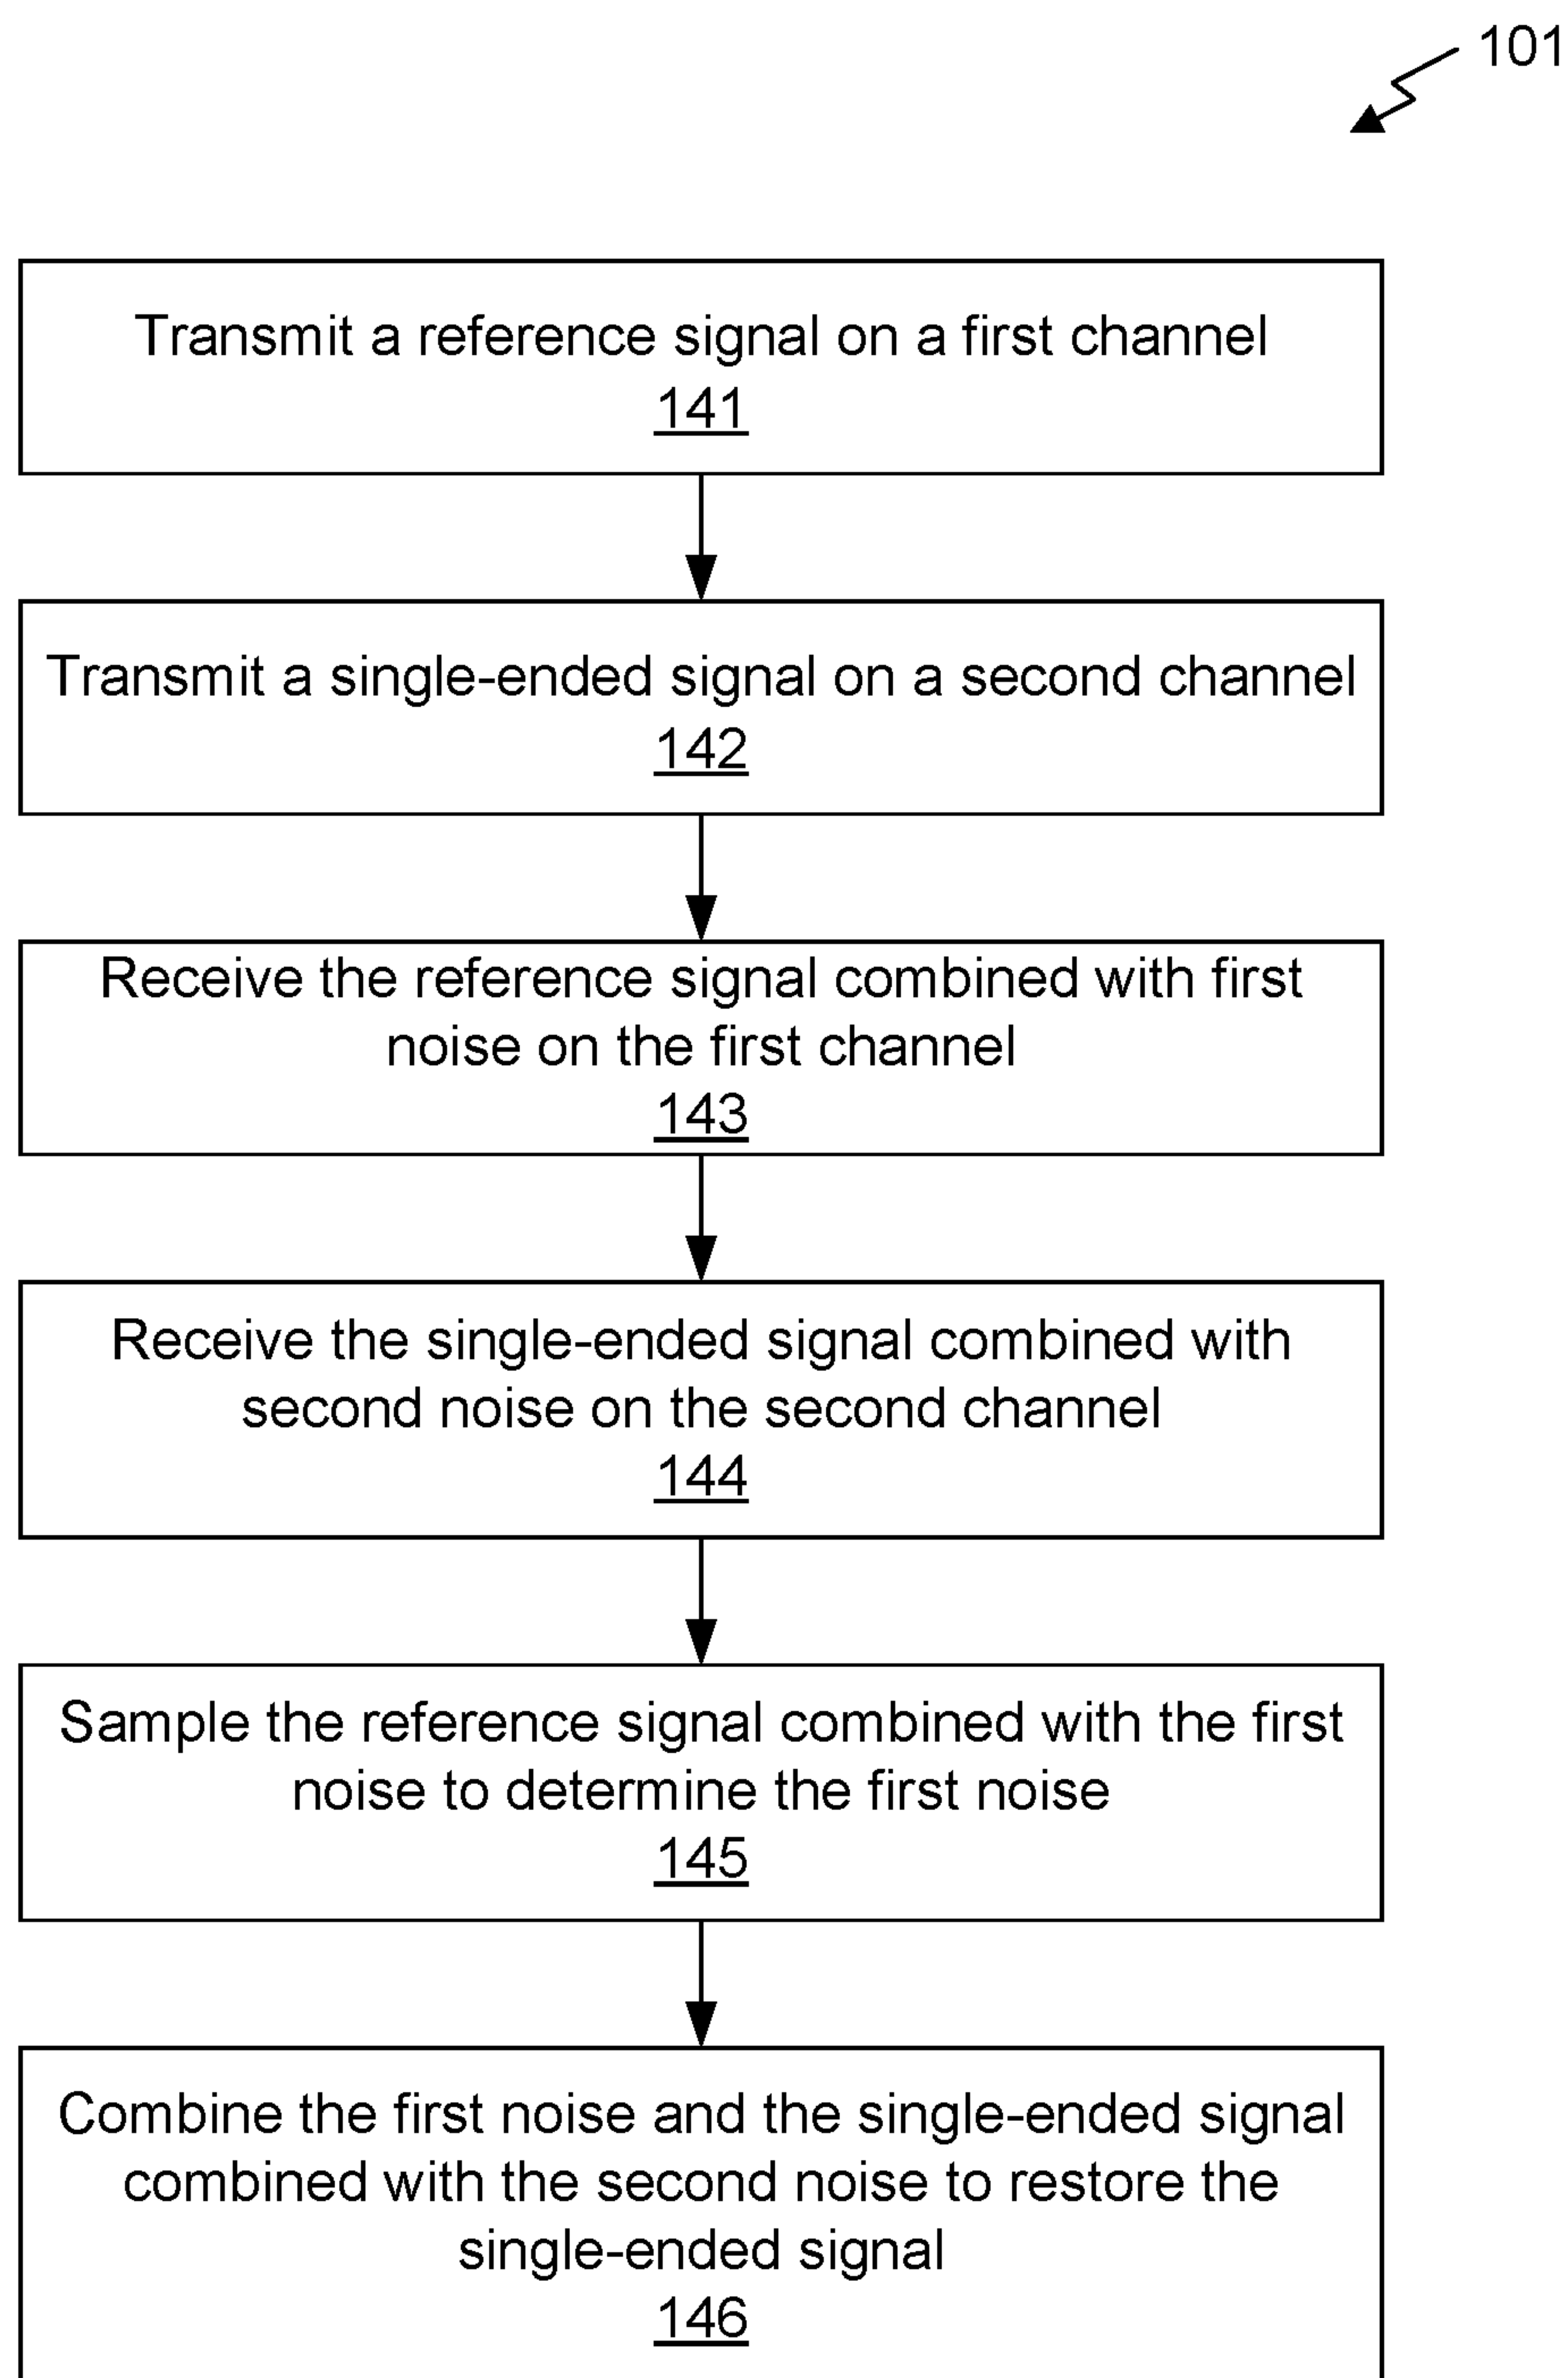 101
Transmit a reference signal on a first channel
141
Transmit a single-ended signal on a second channel
142
Receive the reference signal combined with first
noise on the first channel
143
Receive the single-ended signal combined with
second noise on the second channel
144
Sample the reference signal combined with the first
noise to determine the first noise
145
Combine the first noise and the single-ended signal
combined with the second noise to restore the
single-ended signal
146